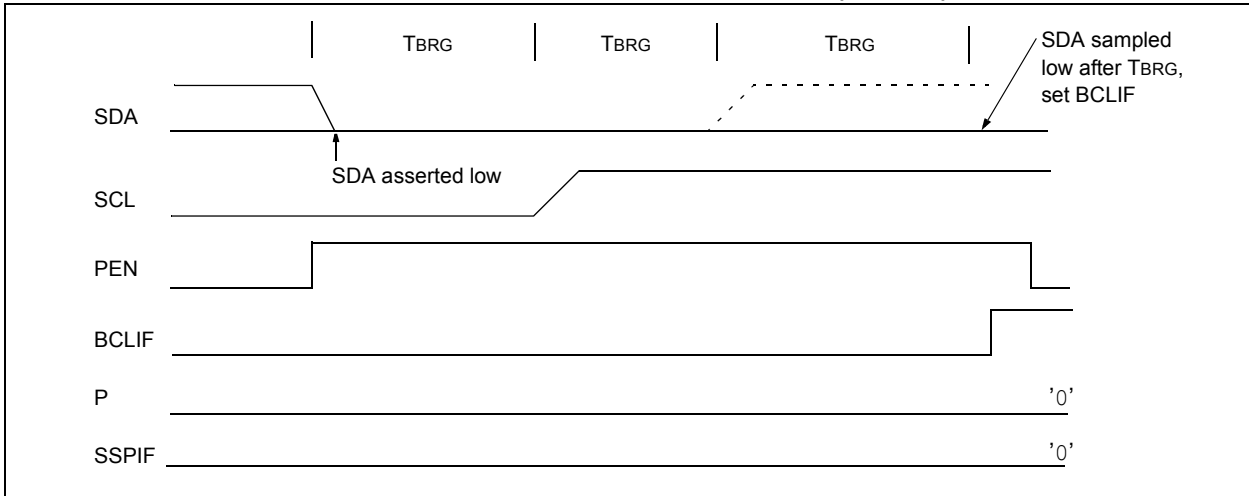 TBRG TBRG TBRG
SDA sampled
low after TBRG,
set BCLIF
SDA
SDA asserted low
SCL
PEN
BCLIF
P '0'
SSPIF '0'